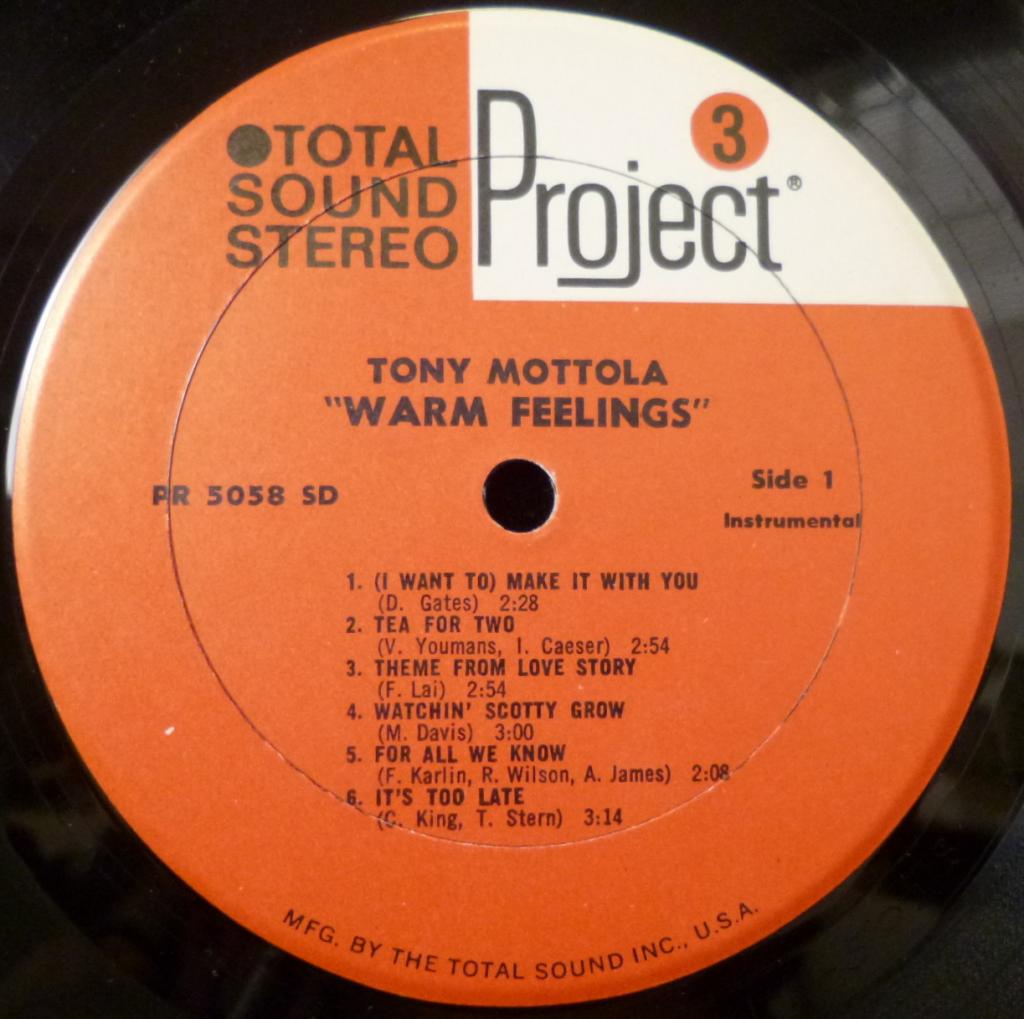 ●TOTAL
SOUND
STEREO
Project®
3
TONY MOTTOLA
"WARM FEELINGS"
PR 5058 SD
Side 1
Instrumental
1. (I WANT TO) MAKE IT WITH YOU
(D. Gates) 2:28
2. TEA FOR TWO
(V. Youmans, I. Caeser) 2:54
3. THEME FROM LOVE STORY
(F. Lai) 2:54
4. WATCHIN' SCOTTY GROW
(M. Davis) 3:00
5. FOR ALL WE KNOW
(F. Karlin, R. Wilson, A. James) 2:08
6. IT'S TOO LATE
(C. King, T. Stern) 3:14
MFG. BY THE TOTAL SOUND INC., U.S.A.